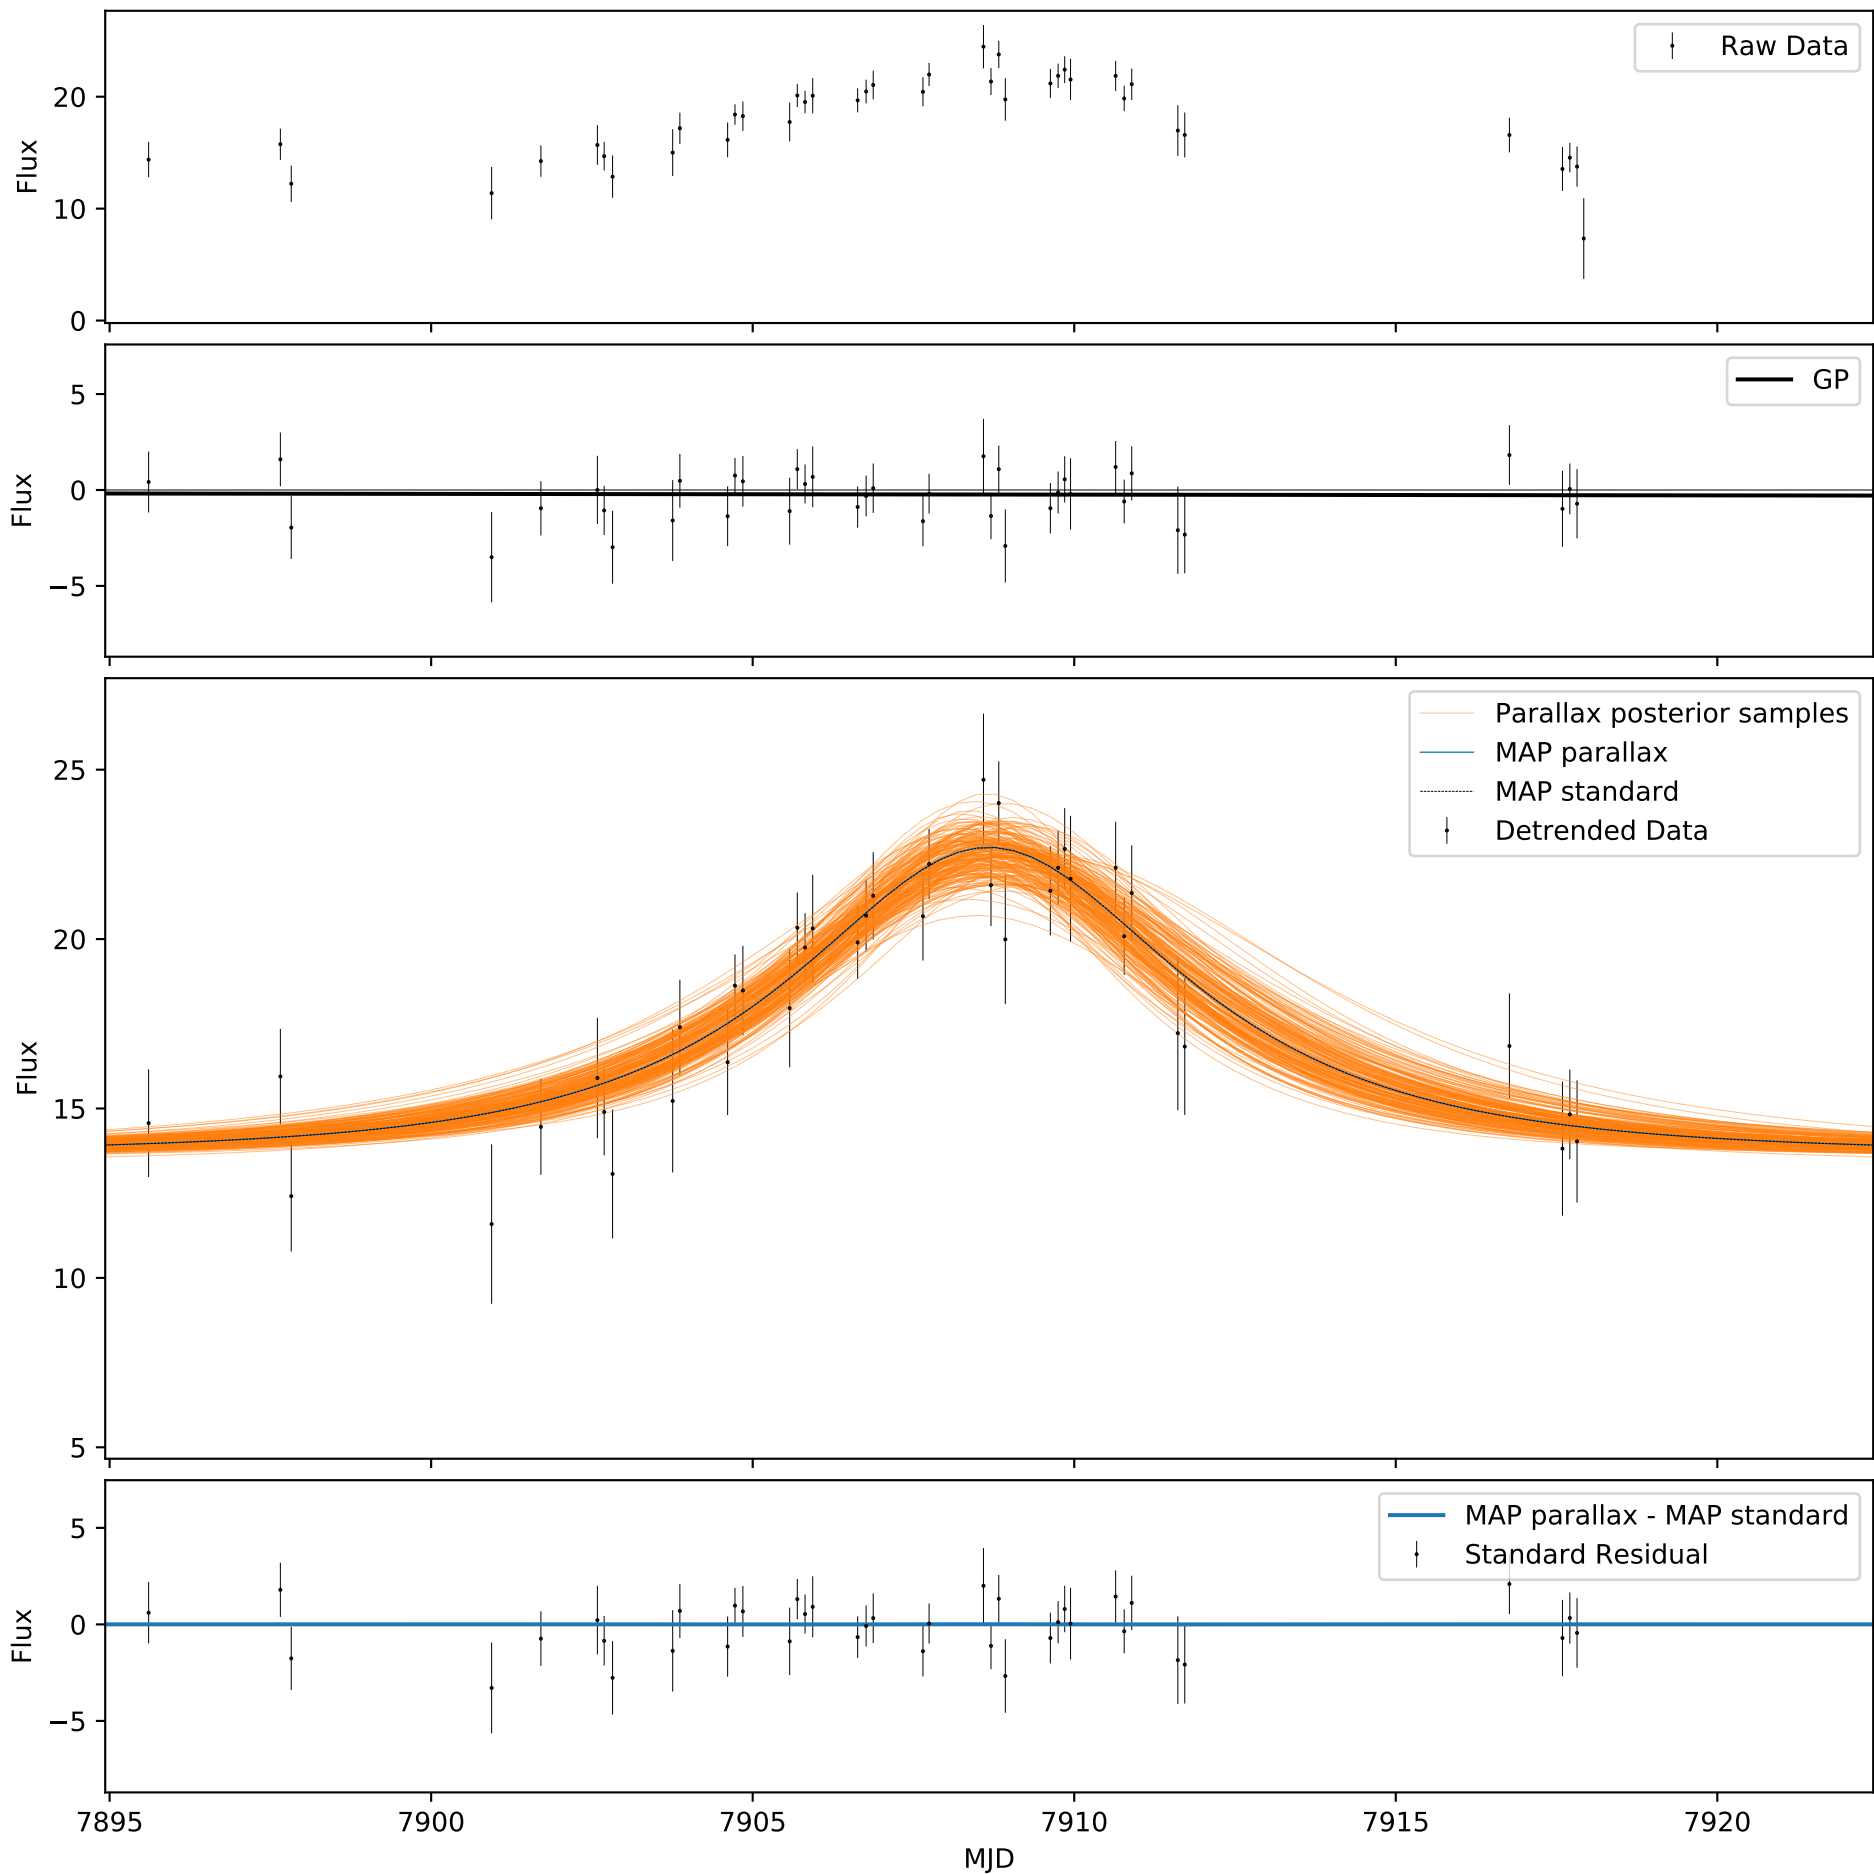 Raw Data
20
10
0
Flux
GP
5
0
−5
Flux
Parallax posterior samples
MAP parallax
MAP standard
Detrended Data
25
20
15
10
5
Flux
MAP parallax - MAP standard
Standard Residual
5
0
−5
Flux
7895 7900 7905 7910 7915 7920
MJD